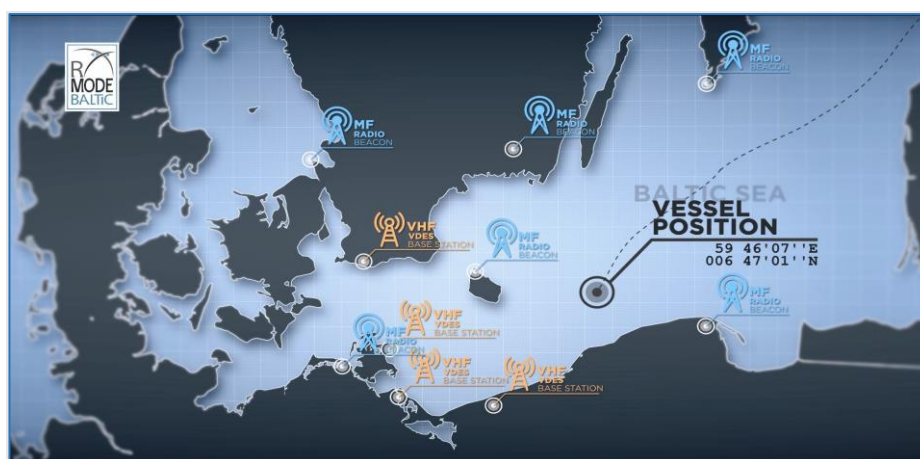 R
MODE
BALTIC
MF
RADIO
BEACON
MF
RADIO
BEACON
MF
RADIO
BEACON
VHF
VDES
BASE STATION
MF
RADIO
BEACON
BALTIC SEA
VESSEL
POSITION
59 46'07''E
006 47'01''N
MF
RADIO
BEACON
VHF
VDES
BASE STATION
MF
RADIO
BEACON
VHF
VDES
BASE STATION
VHF
VDES
BASE STATION